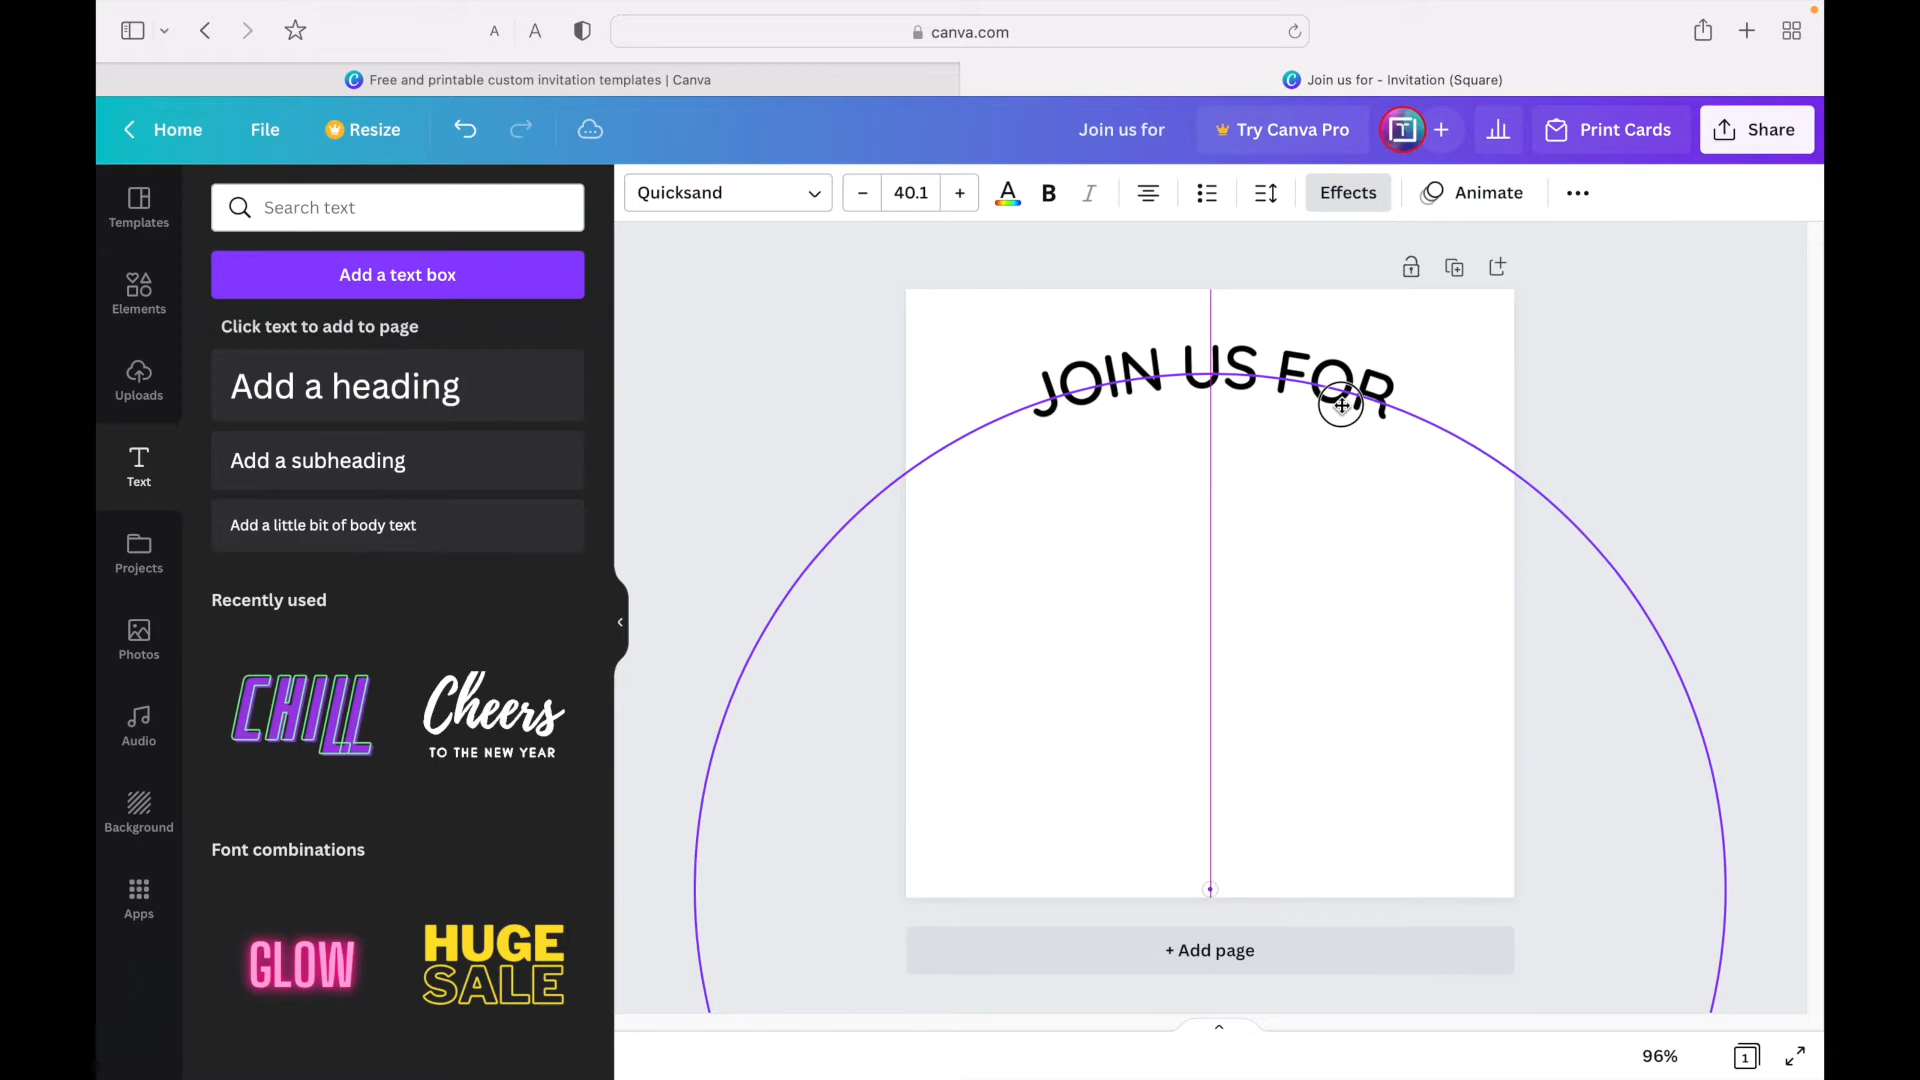 A A
canva.com
Free and printable custom invitation templates | Canva
Join us for - Invitation (Square)
Home File Resize
Join us for
Try Canva Pro
Print Cards
Share
Quicksand
– 40.1 +
A B I
Effects
Animate
Templates
Elements
Uploads
Text
Projects
Photos
Audio
Background
Apps
Search text
Add a text box
Click text to add to page
Add a heading
Add a subheading
Add a little bit of body text
Recently used
CHILL
Cheers
TO THE NEW YEAR
Font combinations
GLOW
HUGE
SALE
JOIN US FOR
+ Add page
96%
1